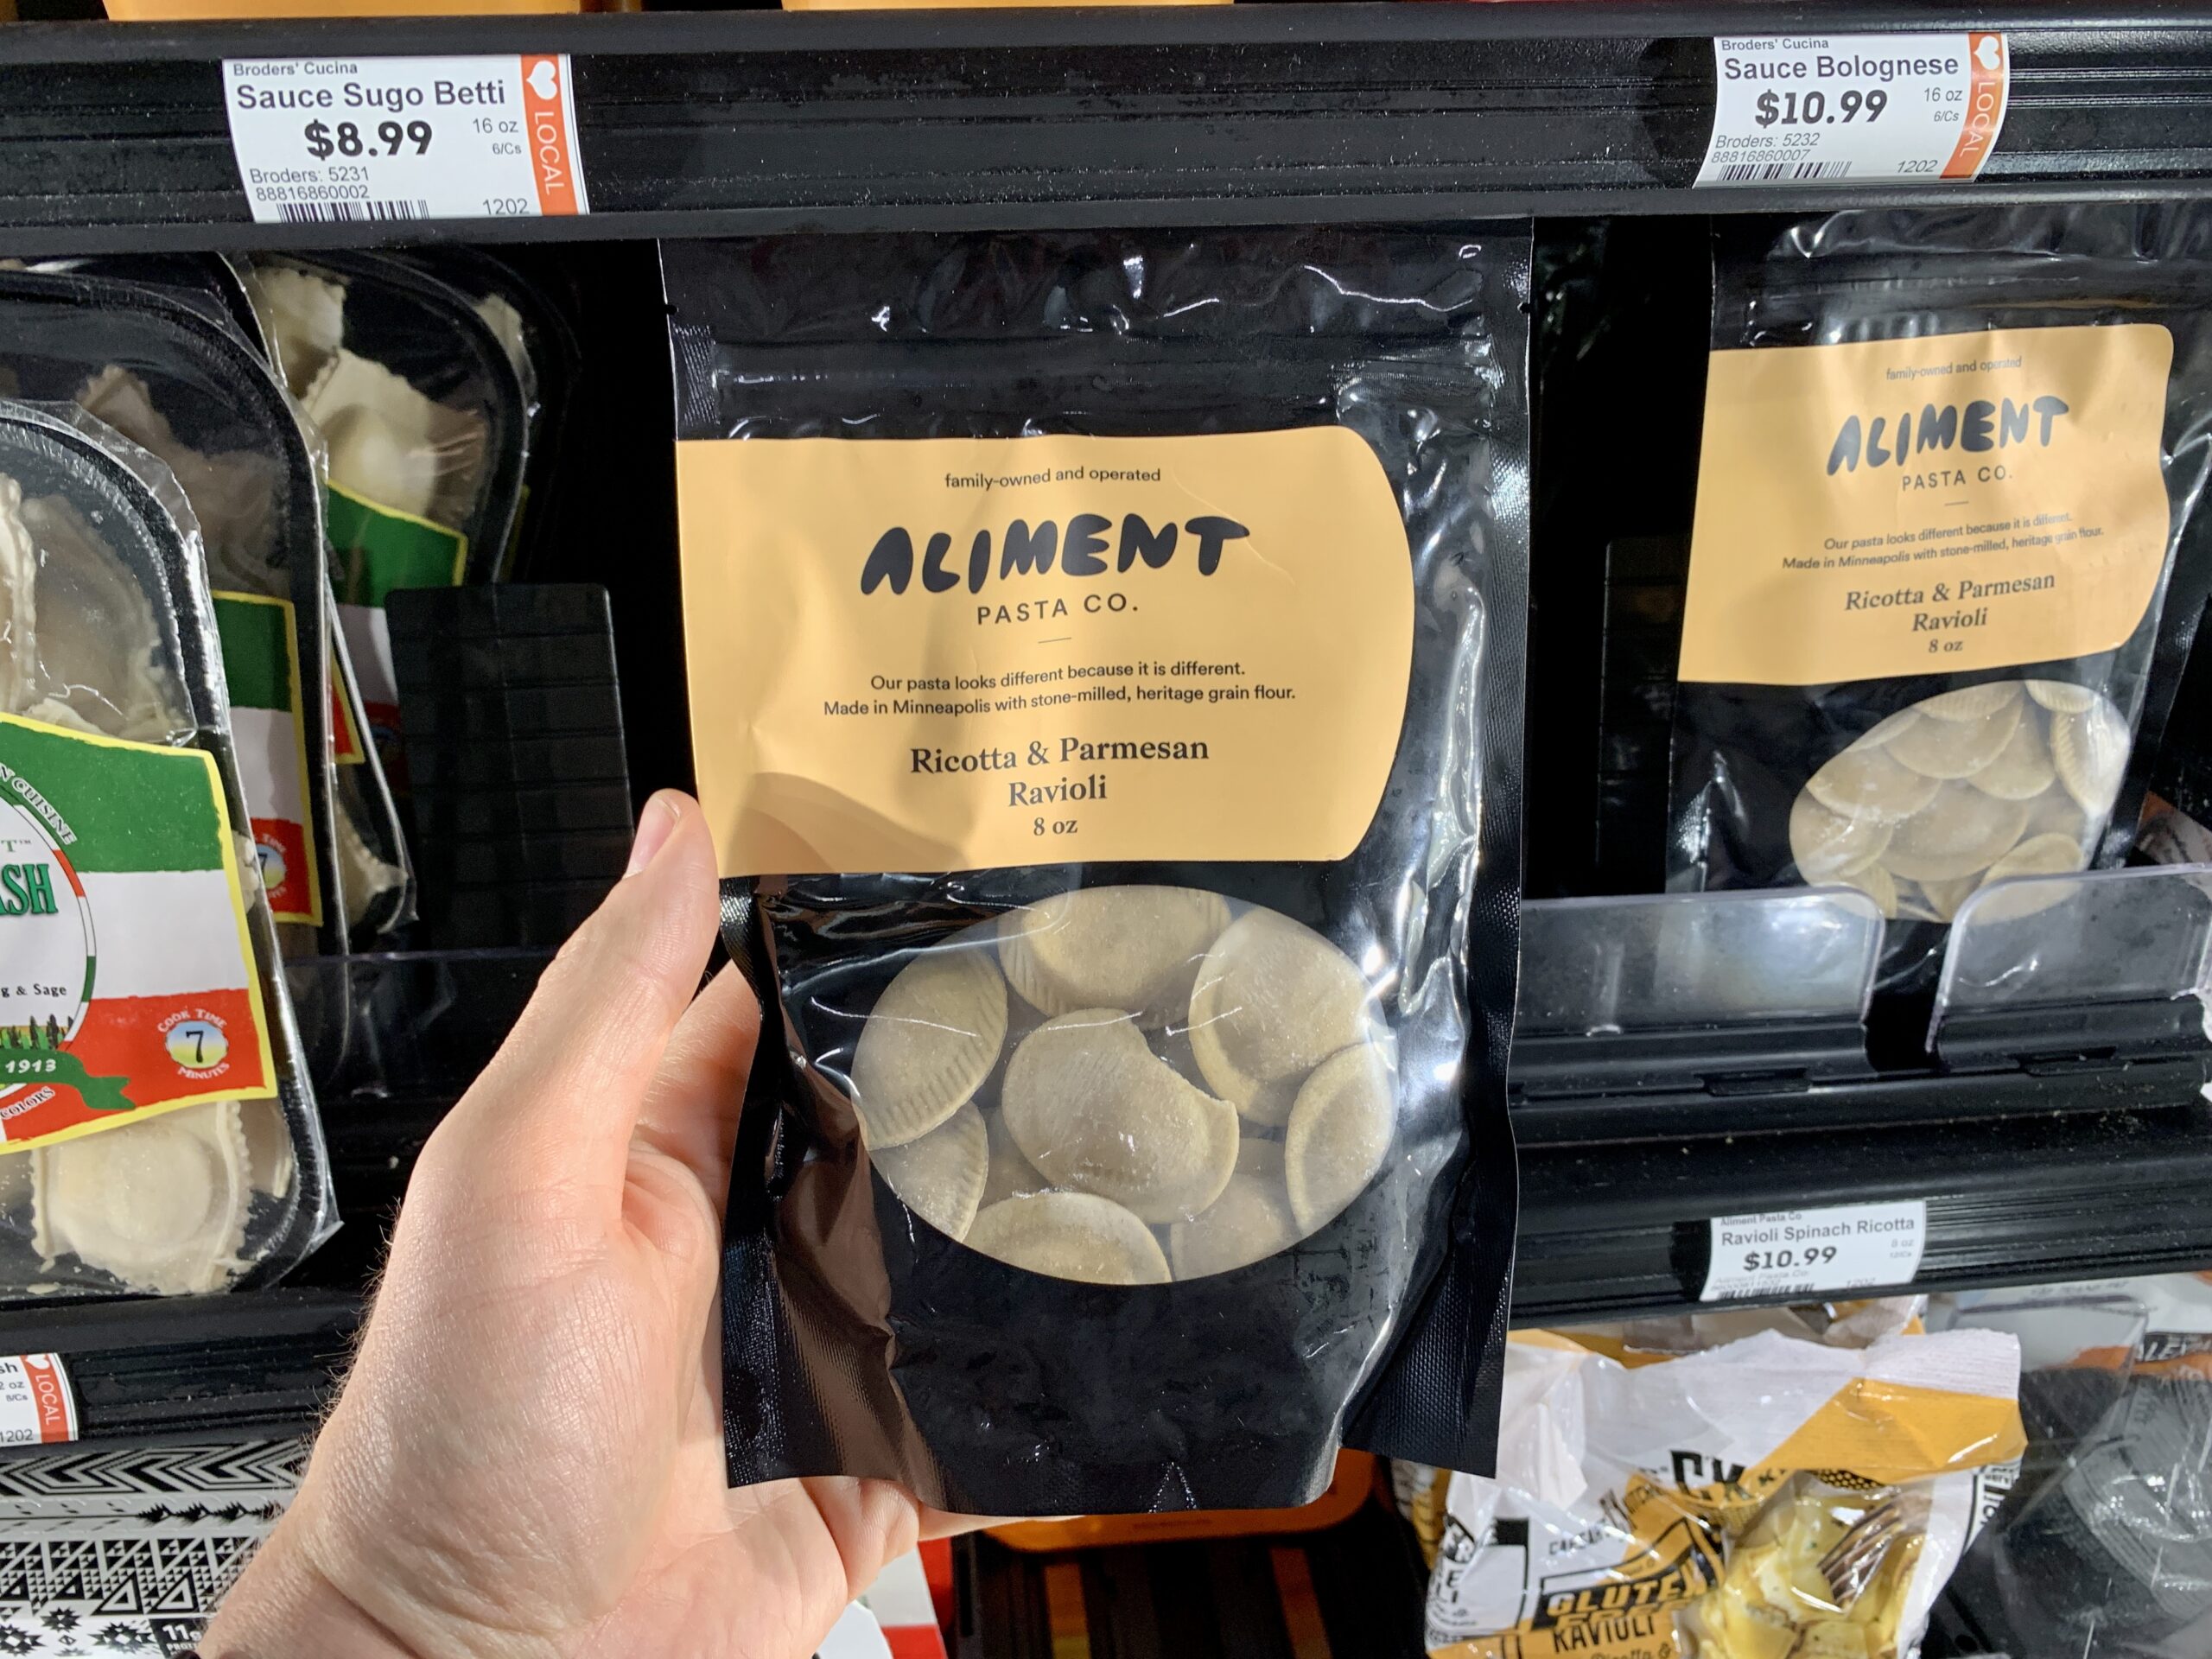 Broders' Cucina
Sauce Sugo Betti
$8.99
16 oz
6/Cs
Broders: 5231
88816860002
1202
LOCAL
Broders' Cucina
Sauce Bolognese
$10.99
16 oz
6/Cs
Broders: 5232
88816860007
1202
LOCAL
family-owned and operated
ALIMENT
PASTA CO.
Our pasta looks different because it is different.
Made in Minneapolis with stone-milled, heritage grain flour.
Ricotta & Parmesan
Ravioli
8 oz
family-owned and operated
ALIMENT
PASTA CO.
Our pasta looks different because it is different.
Made in Minneapolis with stone-milled, heritage grain flour.
Ricotta & Parmesan
Ravioli
8 oz
CUISINE
& Sage
1913
COLORS
COOK TIME
7
MINUTES
LOCAL
1202
Aliment Pasta Co
Ravioli Spinach Ricotta
$10.99
8 oz
RAVIOLI